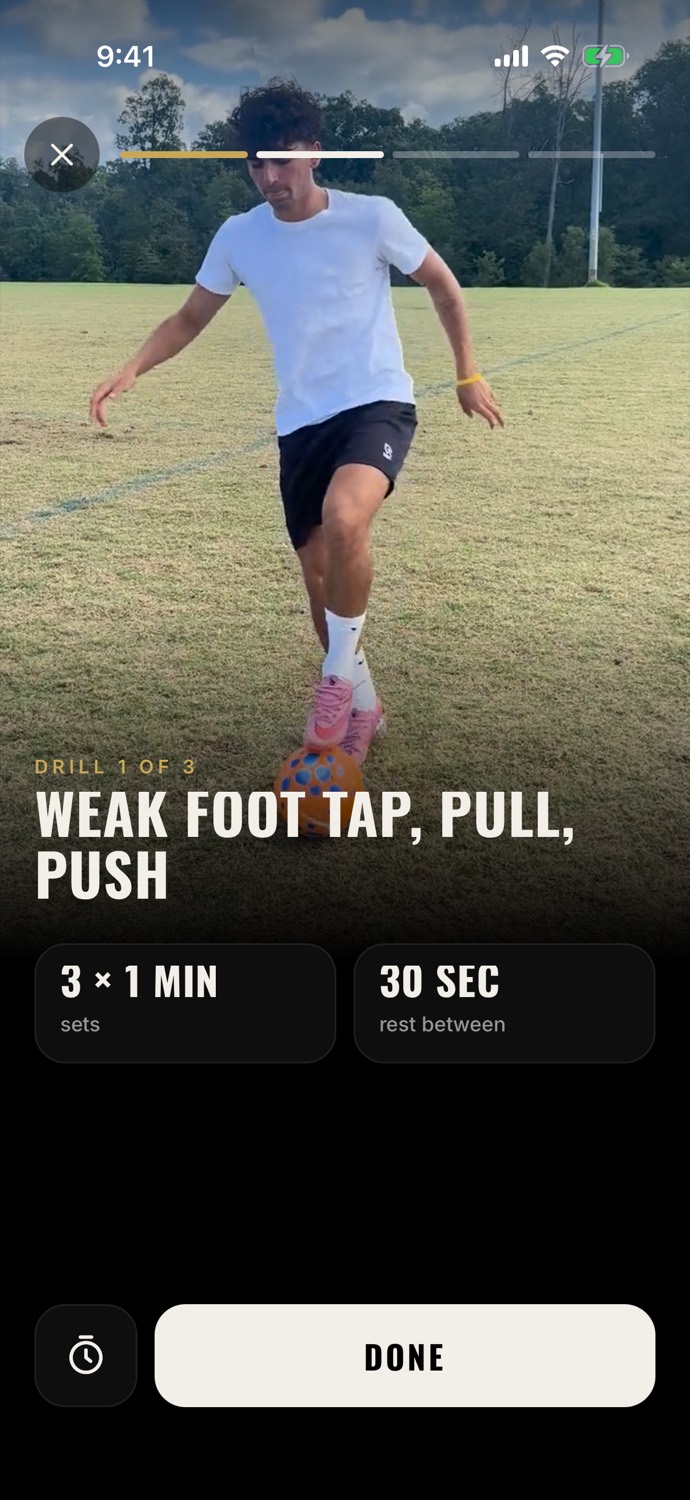 9:41
DRILL 1 OF 3
WEAK FOOT TAP, PULL,
PUSH
3 × 1 MIN
sets
30 SEC
rest between
DONE